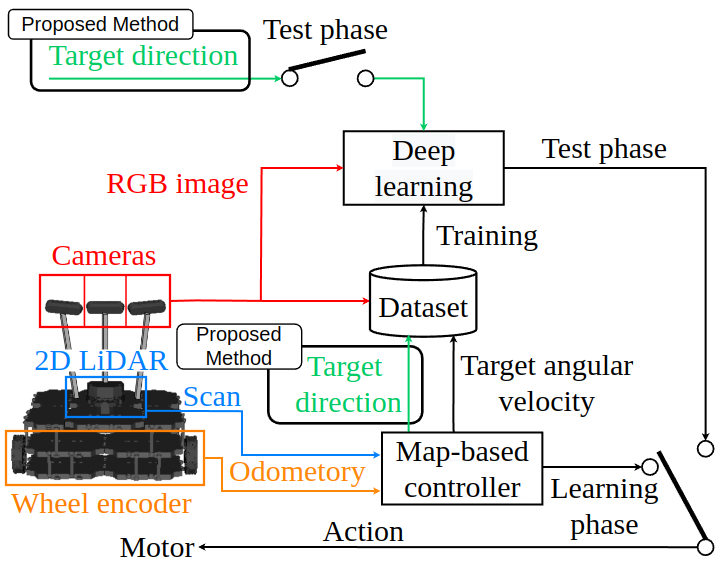 Proposed Method
Test phase
Target direction
Deep
learning
Test phase
RGB image
Training
Cameras
Dataset
Proposed
Method
2D LiDAR
Target
direction
Target angular
velocity
Scan
Map-based
controller
Odometory
Wheel encoder
Learning
phase
Action
Motor